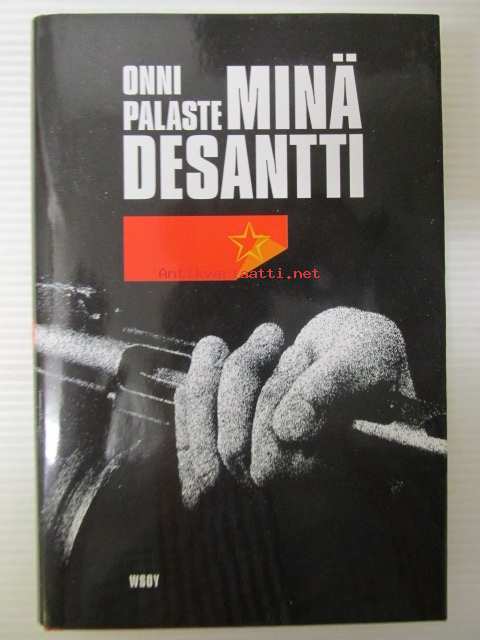 ONNI
PALASTE MINÄ
DESANTTI
Antikvariaatti.net
WSOY